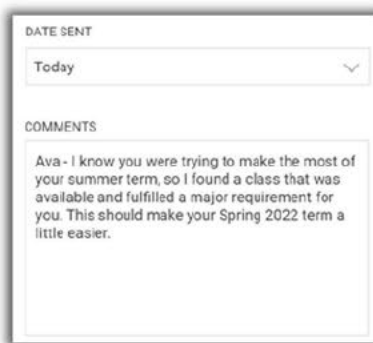 DATE SENT
Today
COMMENTS
Ava - I know you were trying to make the most of
your summer term, so I found a class that was
available and fulfilled a major requirement for
you. This should make your Spring 2022 term a
little easier.